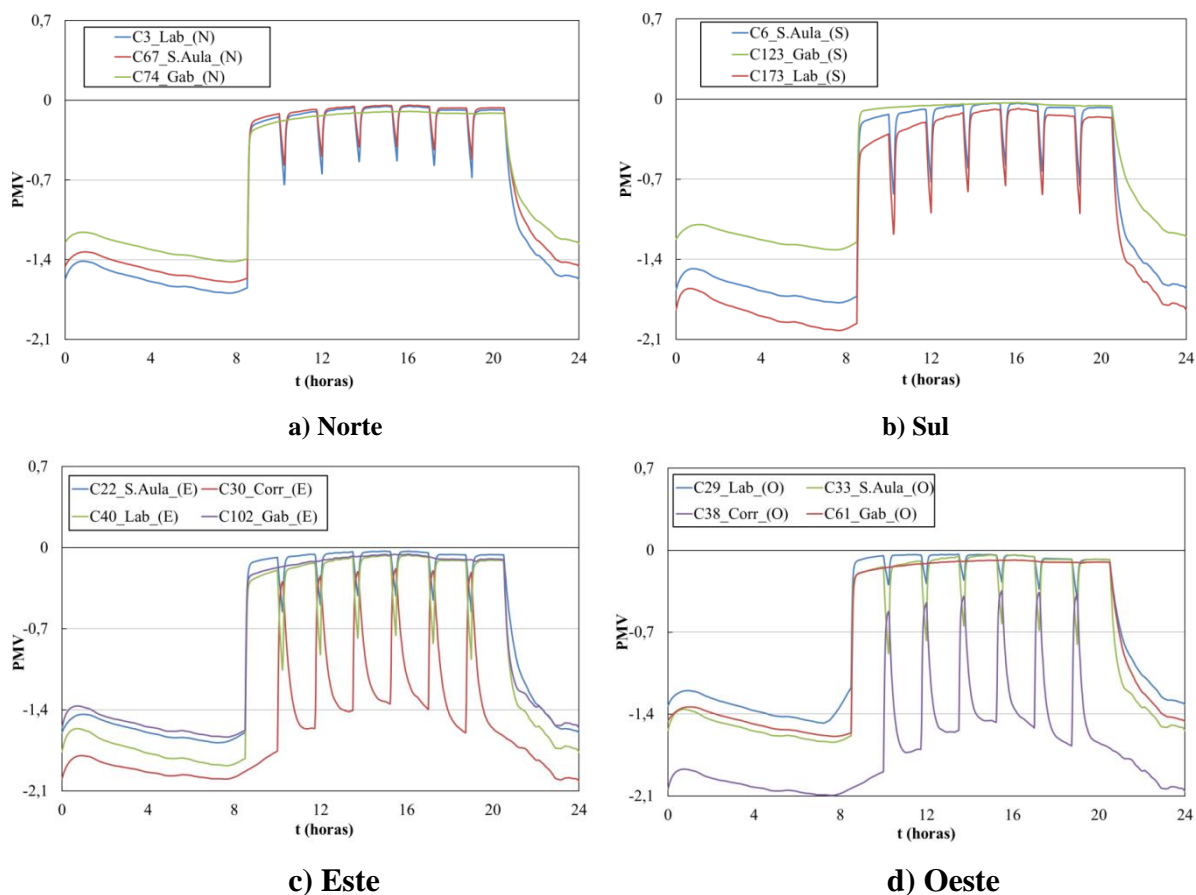 0,7
C3_Lab_(N)
C67_S.Aula_(N)
C74_Gab_(N)
0
-0,7
-1,4
-2,1
PMV
0 4 8 12 16 20 24
t (horas)
a) Norte
0,7
C6_S.Aula_(S)
C123_Gab_(S)
C173_Lab_(S)
0
-0,7
-1,4
-2,1
PMV
0 4 8 12 16 20 24
t (horas)
b) Sul
0,7
C22_S.Aula_(E) C30_Corr_(E)
C40_Lab_(E) C102_Gab_(E)
0
-0,7
-1,4
-2,1
PMV
0 4 8 12 16 20 24
t (horas)
c) Este
0,7
C29_Lab_(O) C33_S.Aula_(O)
C38_Corr_(O) C61_Gab_(O)
0
-0,7
-1,4
-2,1
PMV
0 4 8 12 16 20 24
t (horas)
d) Oeste